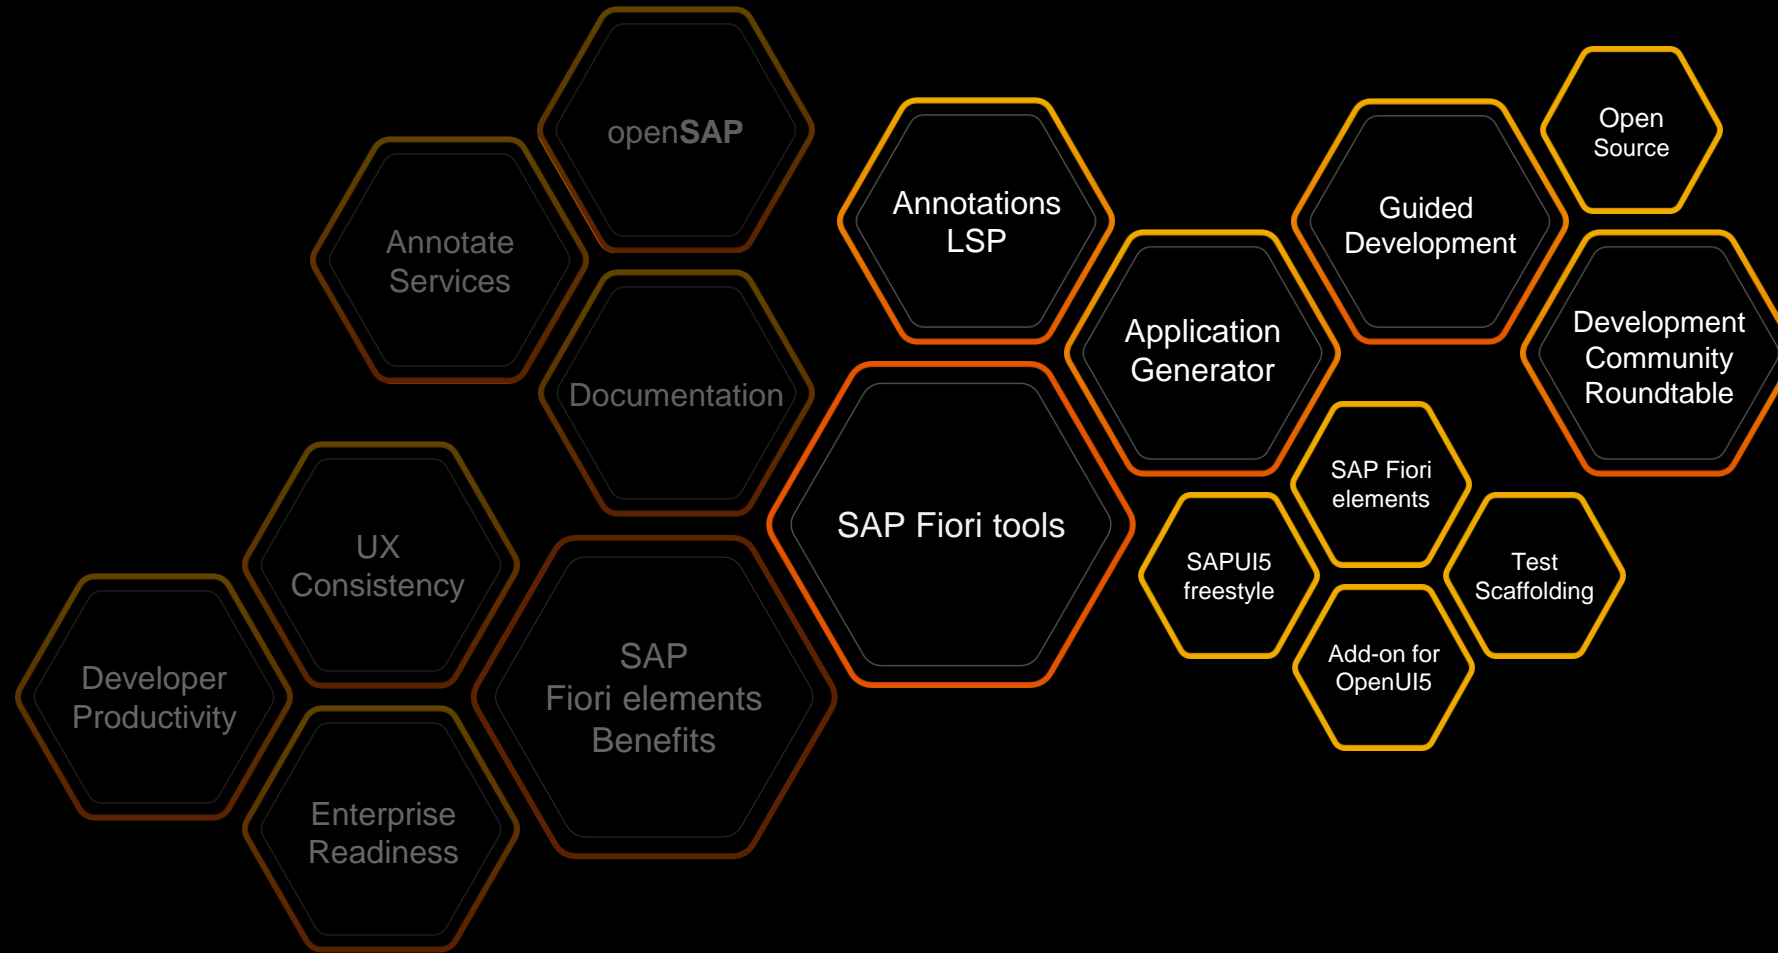 openSAP
Annotate
Services
Documentation
UX
Consistency
Developer
Productivity
Enterprise
Readiness
SAP
Fiori elements
Benefits
SAP Fiori tools
Annotations
LSP
Application
Generator
Guided
Development
Open
Source
Development
Community
Roundtable
SAP Fiori
elements
SAPUI5
freestyle
Test
Scaffolding
Add-on for
OpenUI5